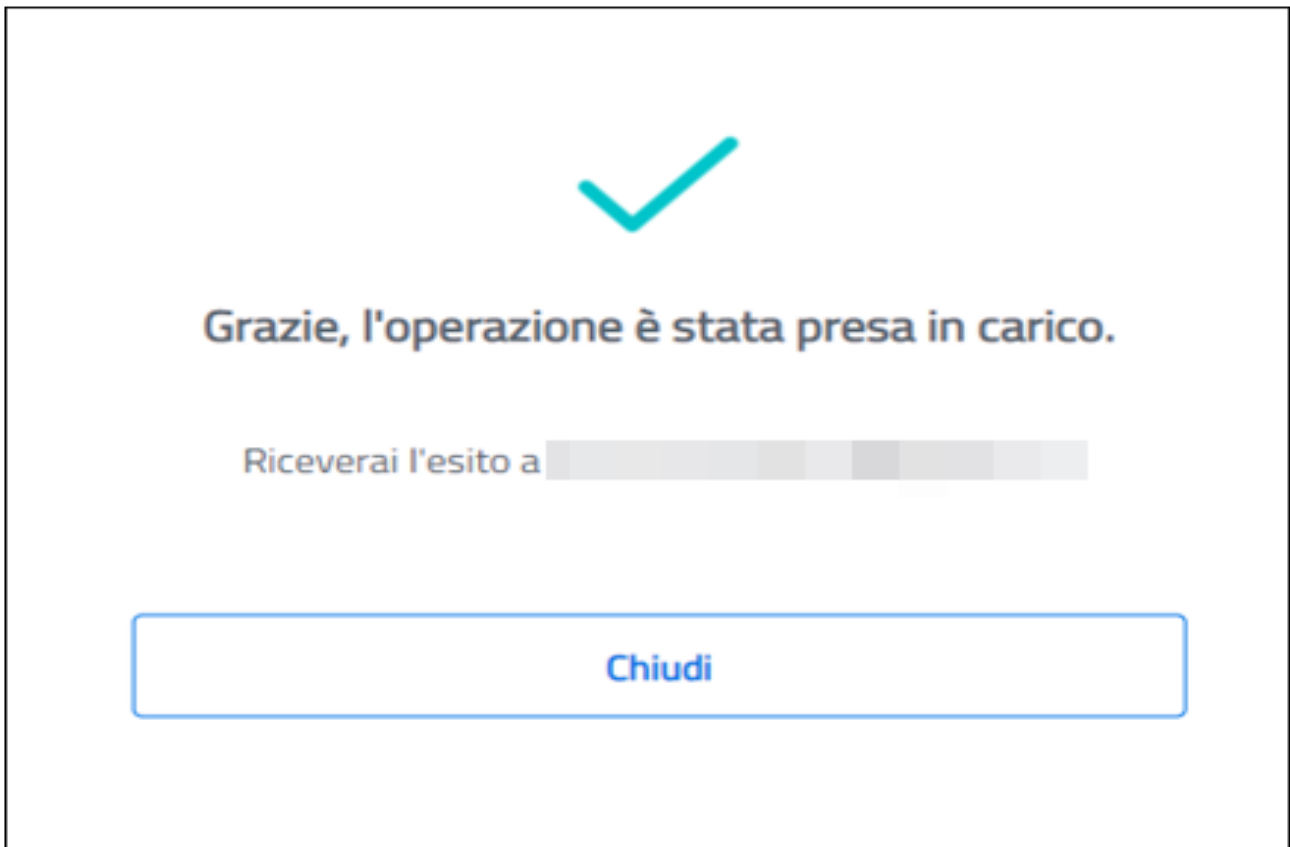 Grazie, l'operazione è stata presa in carico.
Riceverai l'esito a
Chiudi